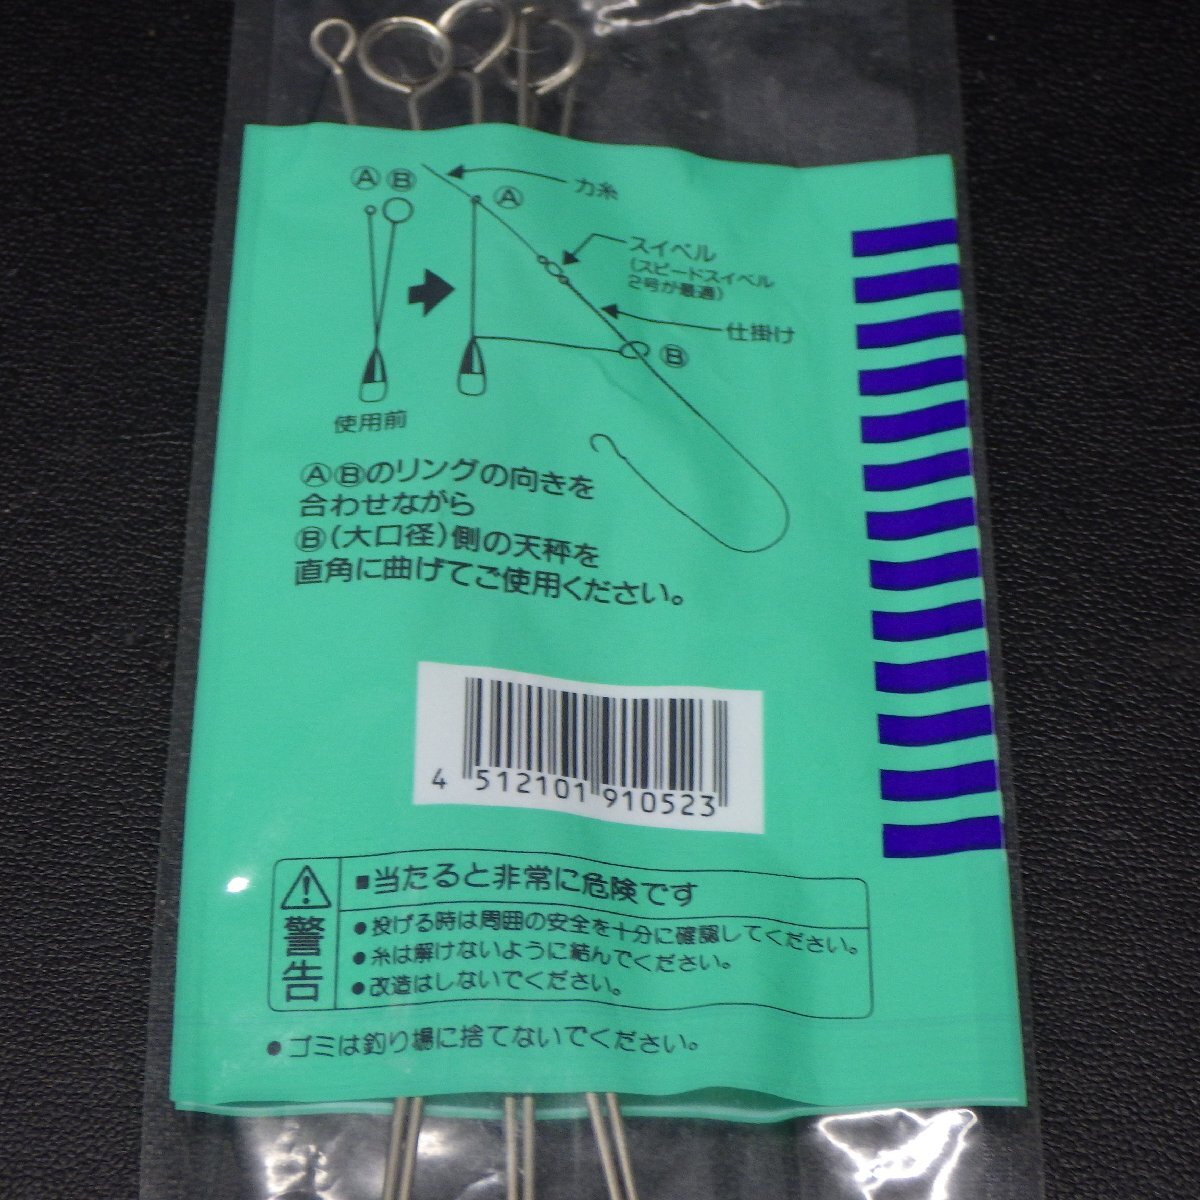 Ⓐ Ⓑ
力糸
Ⓐ
スイベル
(スピードスイベル
2号が最適)
仕掛け
Ⓑ
使用前
ⒶⒷのリングの向きを
合わせながら
Ⓑ(大口径)側の天秤を
直角に曲げてご使用ください。
4 512101 910523
警告
■当たると非常に危険です
●投げる時は周囲の安全を十分に確認してください。
●糸は解けないように結んでください。
●改造はしないでください。
●ゴミは釣り場に捨てないでください。